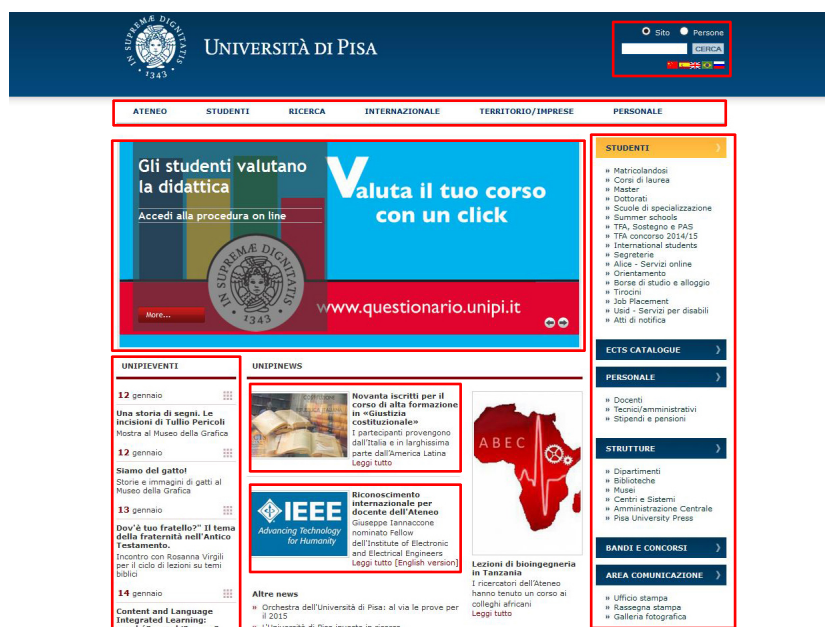 IN SUPREMÆ DIGNITATIS
· 1343 ·
UNIVERSITÀ DI PISA
Sito Persone
CERCA
ATENEO STUDENTI RICERCA INTERNAZIONALE TERRITORIO/IMPRESE PERSONALE
Gli studenti valutano
la didattica
Accedi alla procedura on line
Valuta il tuo corso
con un click
IN SUPREMÆ DIGNITATIS
· 1343 ·
www.questionario.unipi.it
More...
UNIPIEVENTI
12 gennaio
Una storia di segni. Le
incisioni di Tullio Pericoli
Mostra al Museo della Grafica
12 gennaio
Siamo del gatto!
Storie e immagini di gatti al
Museo della Grafica
13 gennaio
Dov'è tuo fratello?" Il tema
della fraternità nell'Antico
Testamento.
Incontro con Rosanna Virgili
per il ciclo di lezioni su temi
biblici
14 gennaio
Content and Language
Integrated Learning:
UNIPINEWS
Novanta iscritti per il
corso di alta formazione
in «Giustizia
costituzionale»
I partecipanti provengono
dall'Italia e in larghissima
parte dall'America Latina
Leggi tutto
IEEE
Advancing Technology
for Humanity
Riconoscimento
internazionale per
docente dell'Ateneo
Giuseppe Iannaccone
nominato Fellow
dell'Institute of Electronic
and Electrical Engineers
Leggi tutto [English version]
Altre news
» Orchestra dell'Università di Pisa: al via le prove per
il 2015
» L'Università di Pisa investe in ricerca
ABEC
Lezioni di bioingegneria
in Tanzania
I ricercatori dell'Ateneo
hanno tenuto un corso ai
colleghi africani
Leggi tutto
STUDENTI
» Matricolandosi
» Corsi di laurea
» Master
» Dottorati
» Scuole di specializzazione
» Summer schools
» TFA, Sostegno e PAS
» TFA concorso 2014/15
» International students
» Segreterie
» Alice - Servizi online
» Orientamento
» Borse di studio e alloggio
» Tirocini
» Job Placement
» Usid - Servizi per disabili
» Atti di notifica
ECTS CATALOGUE
PERSONALE
» Docenti
» Tecnici/amministrativi
» Stipendi e pensioni
STRUTTURE
» Dipartimenti
» Biblioteche
» Musei
» Centri e Sistemi
» Amministrazione Centrale
» Pisa University Press
BANDI E CONCORSI
AREA COMUNICAZIONE
» Ufficio stampa
» Rassegna stampa
» Galleria fotografica